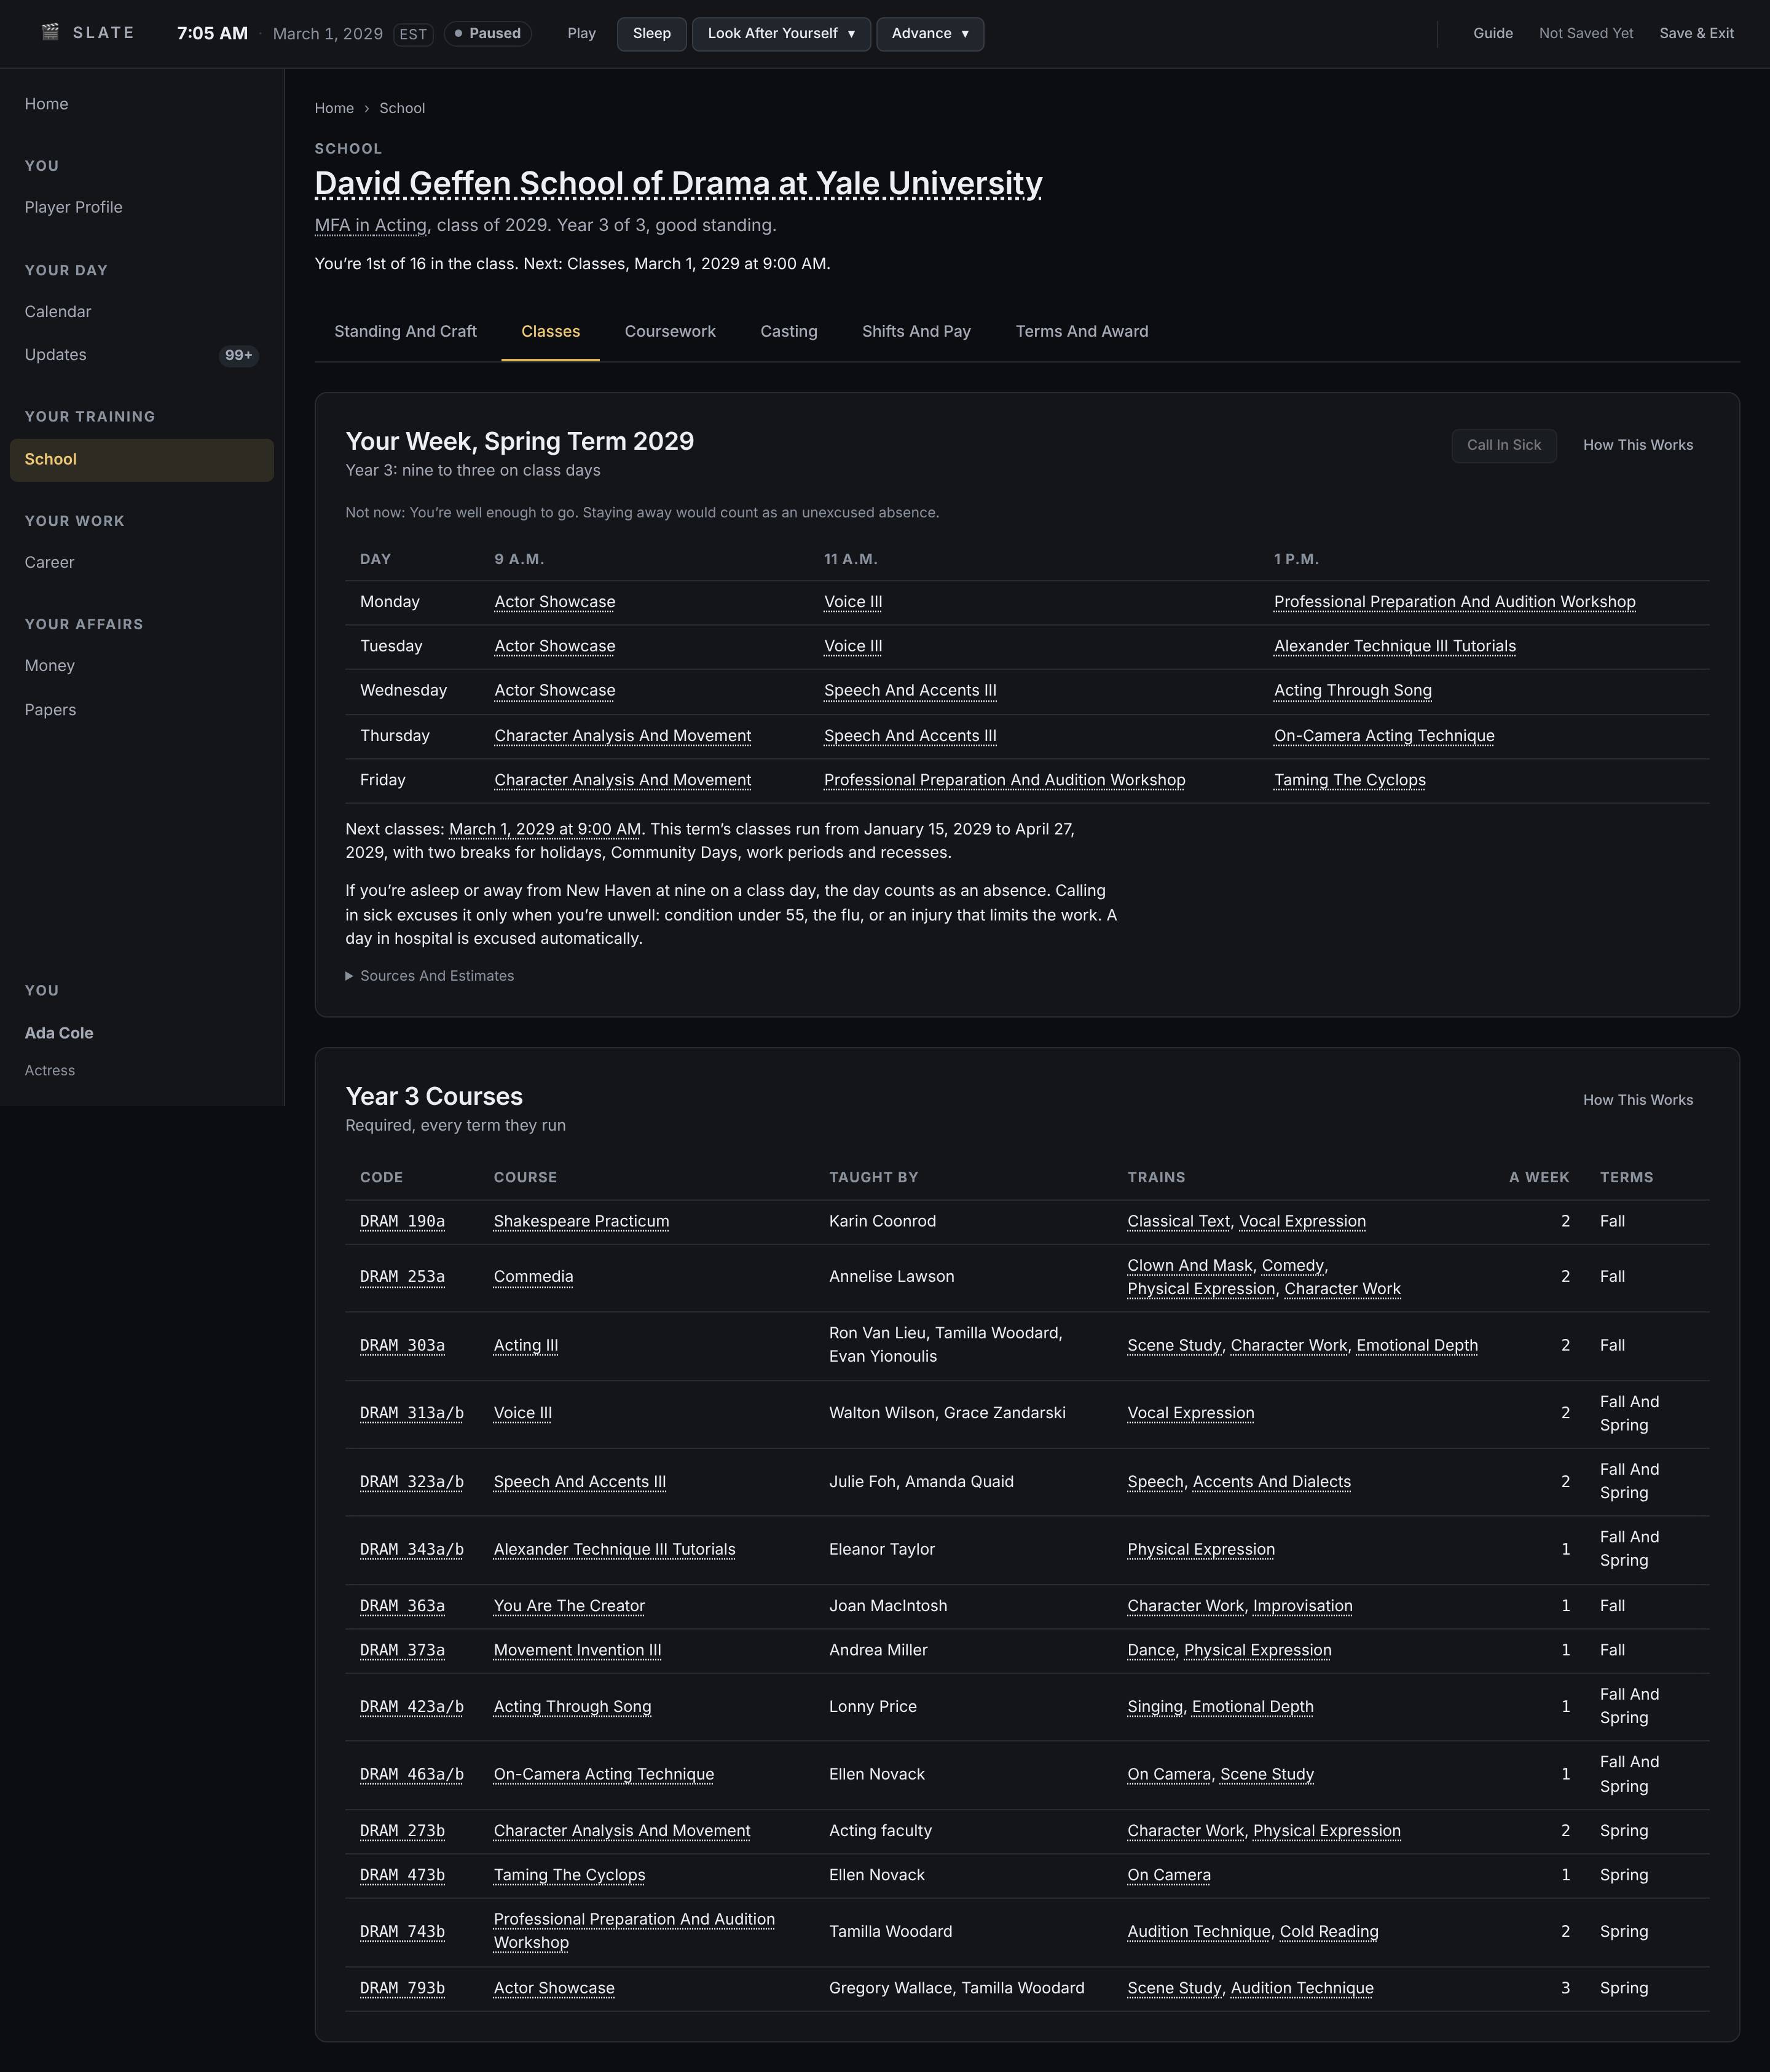 🎬 SLATE 7:05 AM · March 1, 2029 EST Paused Play Sleep Look After Yourself ▾ Advance ▾ Guide Not Saved Yet Save & Exit
Home
YOU
Player Profile
YOUR DAY
Calendar
Updates 99+
YOUR TRAINING
School
YOUR WORK
Career
YOUR AFFAIRS
Money
Papers
YOU
Ada Cole
Actress
Home › School
SCHOOL
David Geffen School of Drama at Yale University
MFA in Acting, class of 2029. Year 3 of 3, good standing.
You’re 1st of 16 in the class. Next: Classes, March 1, 2029 at 9:00 AM.
Standing And Craft Classes Coursework Casting Shifts And Pay Terms And Award
Your Week, Spring Term 2029 Call In Sick How This Works
Year 3: nine to three on class days
Not now: You’re well enough to go. Staying away would count as an unexcused absence.
DAY 9 A.M. 11 A.M. 1 P.M.
Monday Actor Showcase Voice III Professional Preparation And Audition Workshop
Tuesday Actor Showcase Voice III Alexander Technique III Tutorials
Wednesday Actor Showcase Speech And Accents III Acting Through Song
Thursday Character Analysis And Movement Speech And Accents III On-Camera Acting Technique
Friday Character Analysis And Movement Professional Preparation And Audition Workshop Taming The Cyclops
Next classes: March 1, 2029 at 9:00 AM. This term’s classes run from January 15, 2029 to April 27,
2029, with two breaks for holidays, Community Days, work periods and recesses.
If you’re asleep or away from New Haven at nine on a class day, the day counts as an absence. Calling
in sick excuses it only when you’re unwell: condition under 55, the flu, or an injury that limits the work. A
day in hospital is excused automatically.
▶ Sources And Estimates
Year 3 Courses How This Works
Required, every term they run
CODE COURSE TAUGHT BY TRAINS A WEEK TERMS
DRAM 190a Shakespeare Practicum Karin Coonrod Classical Text, Vocal Expression 2 Fall
DRAM 253a Commedia Annelise Lawson Clown And Mask, Comedy,
Physical Expression, Character Work 2 Fall
DRAM 303a Acting III Ron Van Lieu, Tamilla Woodard,
Evan Yionoulis Scene Study, Character Work, Emotional Depth 2 Fall
DRAM 313a/b Voice III Walton Wilson, Grace Zandarski Vocal Expression 2 Fall And
Spring
DRAM 323a/b Speech And Accents III Julie Foh, Amanda Quaid Speech, Accents And Dialects 2 Fall And
Spring
DRAM 343a/b Alexander Technique III Tutorials Eleanor Taylor Physical Expression 1 Fall And
Spring
DRAM 363a You Are The Creator Joan MacIntosh Character Work, Improvisation 1 Fall
DRAM 373a Movement Invention III Andrea Miller Dance, Physical Expression 1 Fall
DRAM 423a/b Acting Through Song Lonny Price Singing, Emotional Depth 1 Fall And
Spring
DRAM 463a/b On-Camera Acting Technique Ellen Novack On Camera, Scene Study 1 Fall And
Spring
DRAM 273b Character Analysis And Movement Acting faculty Character Work, Physical Expression 2 Spring
DRAM 473b Taming The Cyclops Ellen Novack On Camera 1 Spring
DRAM 743b Professional Preparation And Audition
Workshop Tamilla Woodard Audition Technique, Cold Reading 2 Spring
DRAM 793b Actor Showcase Gregory Wallace, Tamilla Woodard Scene Study, Audition Technique 3 Spring